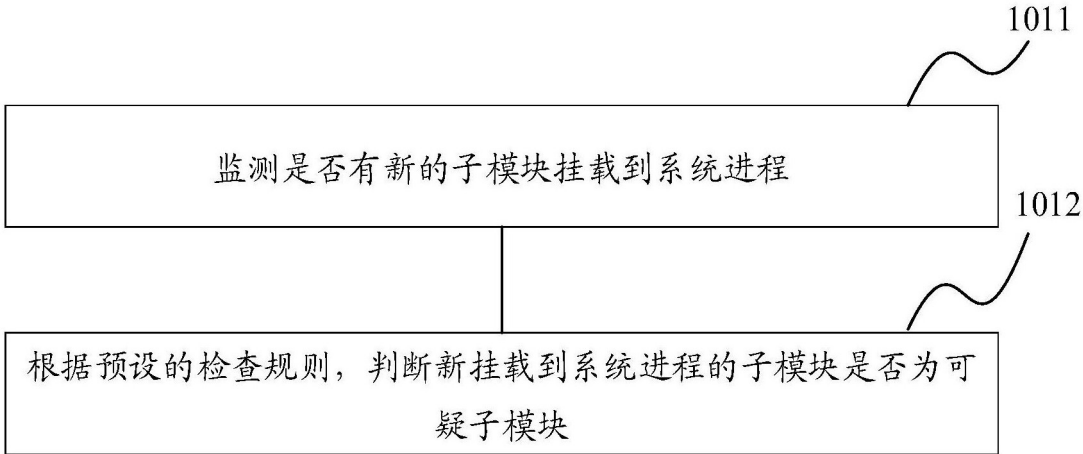 1011
监测是否有新的子模块挂载到系统进程
1012
根据预设的检查规则，判断新挂载到系统进程的子模块是否为可
疑子模块